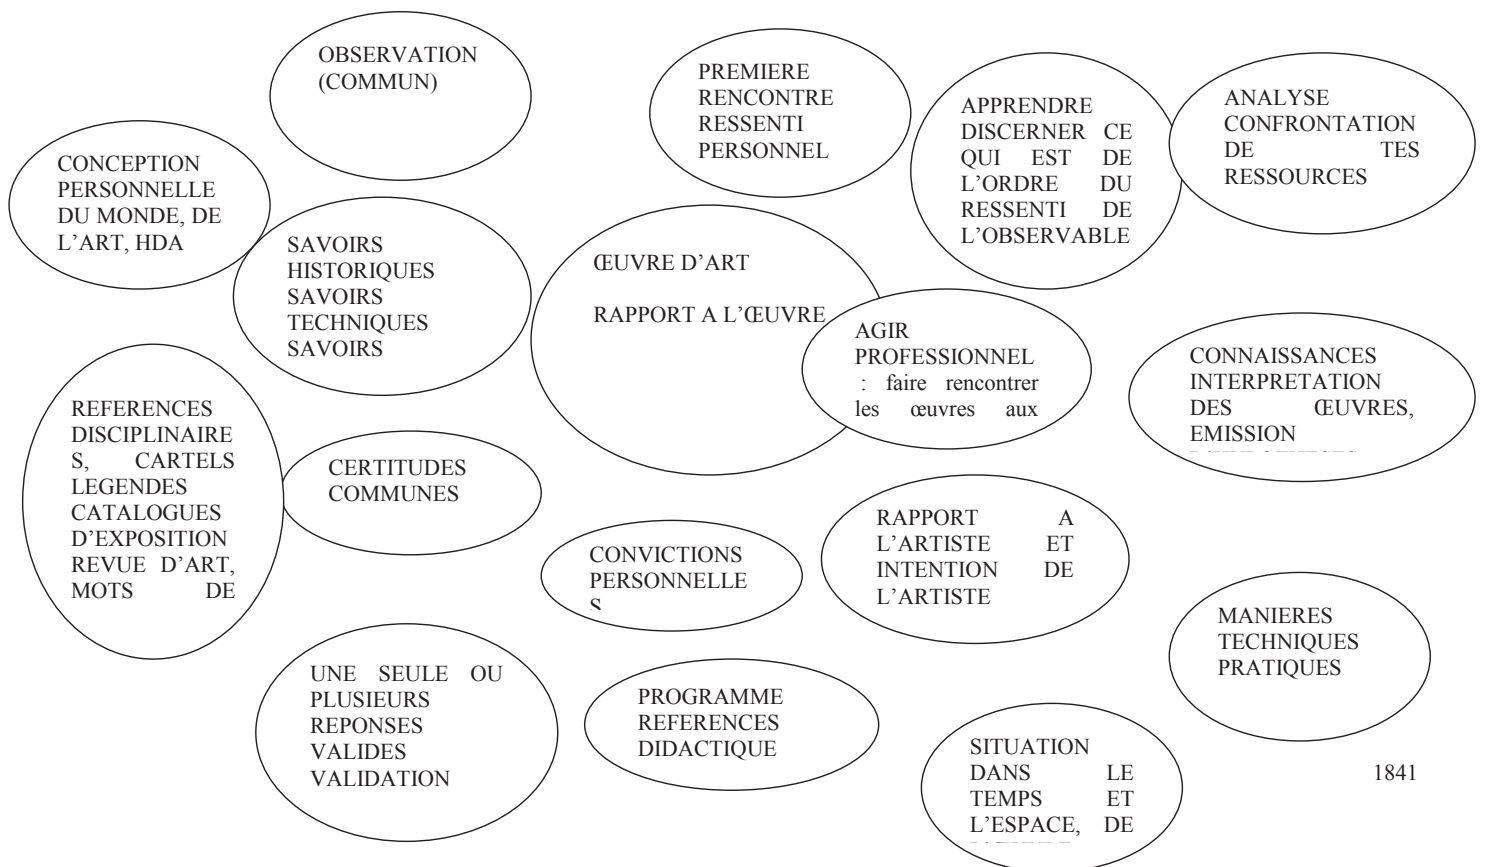 OBSERVATION
(COMMUN)
PREMIERE
RENCONTRE
RESSENTI
PERSONNEL
APPRENDRE
DISCERNER CE
QUI EST DE
L'ORDRE DU
RESSENTI DE
L'OBSERVABLE
ANALYSE
CONFRONTATION
DE TES
RESSOURCES
CONCEPTION
PERSONNELLE
DU MONDE, DE
L'ART, HDA
SAVOIRS
HISTORIQUES
SAVOIRS
TECHNIQUES
SAVOIRS
ŒUVRE D'ART
RAPPORT A L'ŒUVRE
AGIR
PROFESSIONNEL
: faire rencontrer
les œuvres aux
CONNAISSANCES
INTERPRETATION
DES ŒUVRES,
EMISSION
REFERENCES
DISCIPLINAIRE
S, CARTELS
LEGENDES
CATALOGUES
D'EXPOSITION
REVUE D'ART,
MOTS DE
CERTITUDES
COMMUNES
CONVICTIONS
PERSONNELLE
S
RAPPORT A
L'ARTISTE ET
INTENTION DE
L'ARTISTE
MANIERES
TECHNIQUES
PRATIQUES
UNE SEULE OU
PLUSIEURS
REPONSES
VALIDES
VALIDATION
PROGRAMME
REFERENCES
DIDACTIQUE
SITUATION
DANS LE
TEMPS ET
L'ESPACE, DE
1841